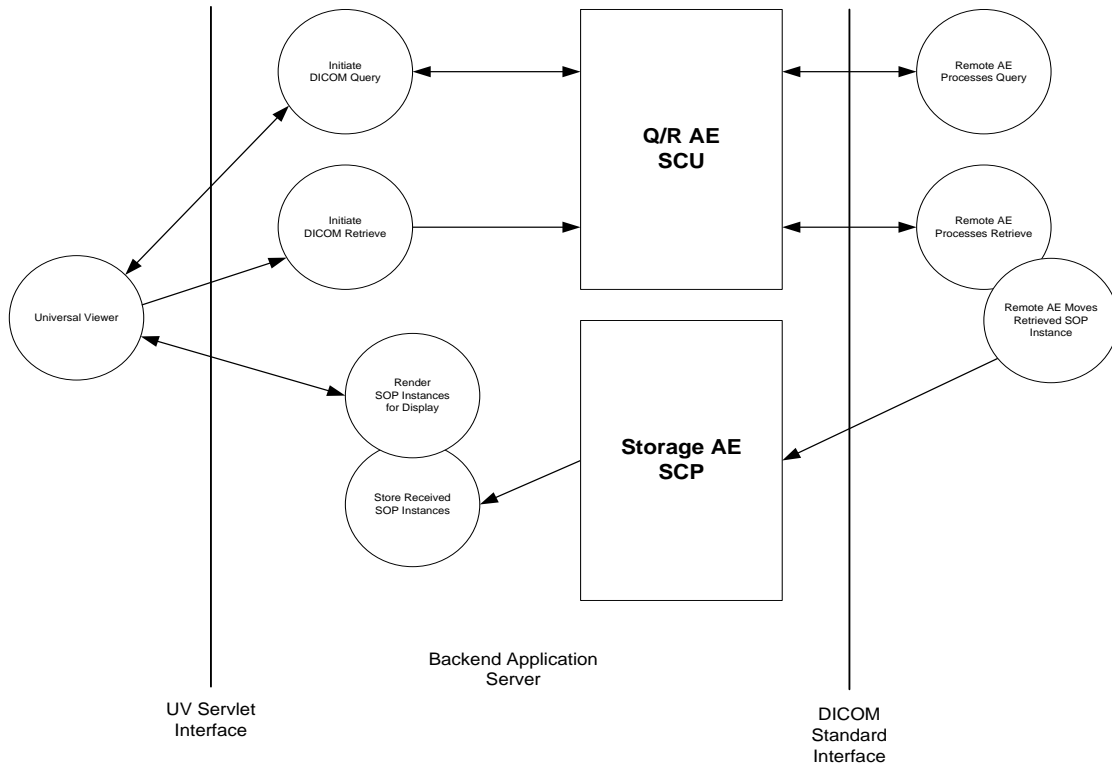 Initiate
DICOM Query
Q/R AE
SCU
Remote AE
Processes Query
Initiate
DICOM Retrieve
Remote AE
Processes Retrieve
Universal Viewer
Remote AE Moves
Retrieved SOP
Instance
Render
SOP Instances
for Display
Storage AE
SCP
Store Received
SOP Instances
Backend Application
Server
UV Servlet
Interface
DICOM
Standard
Interface